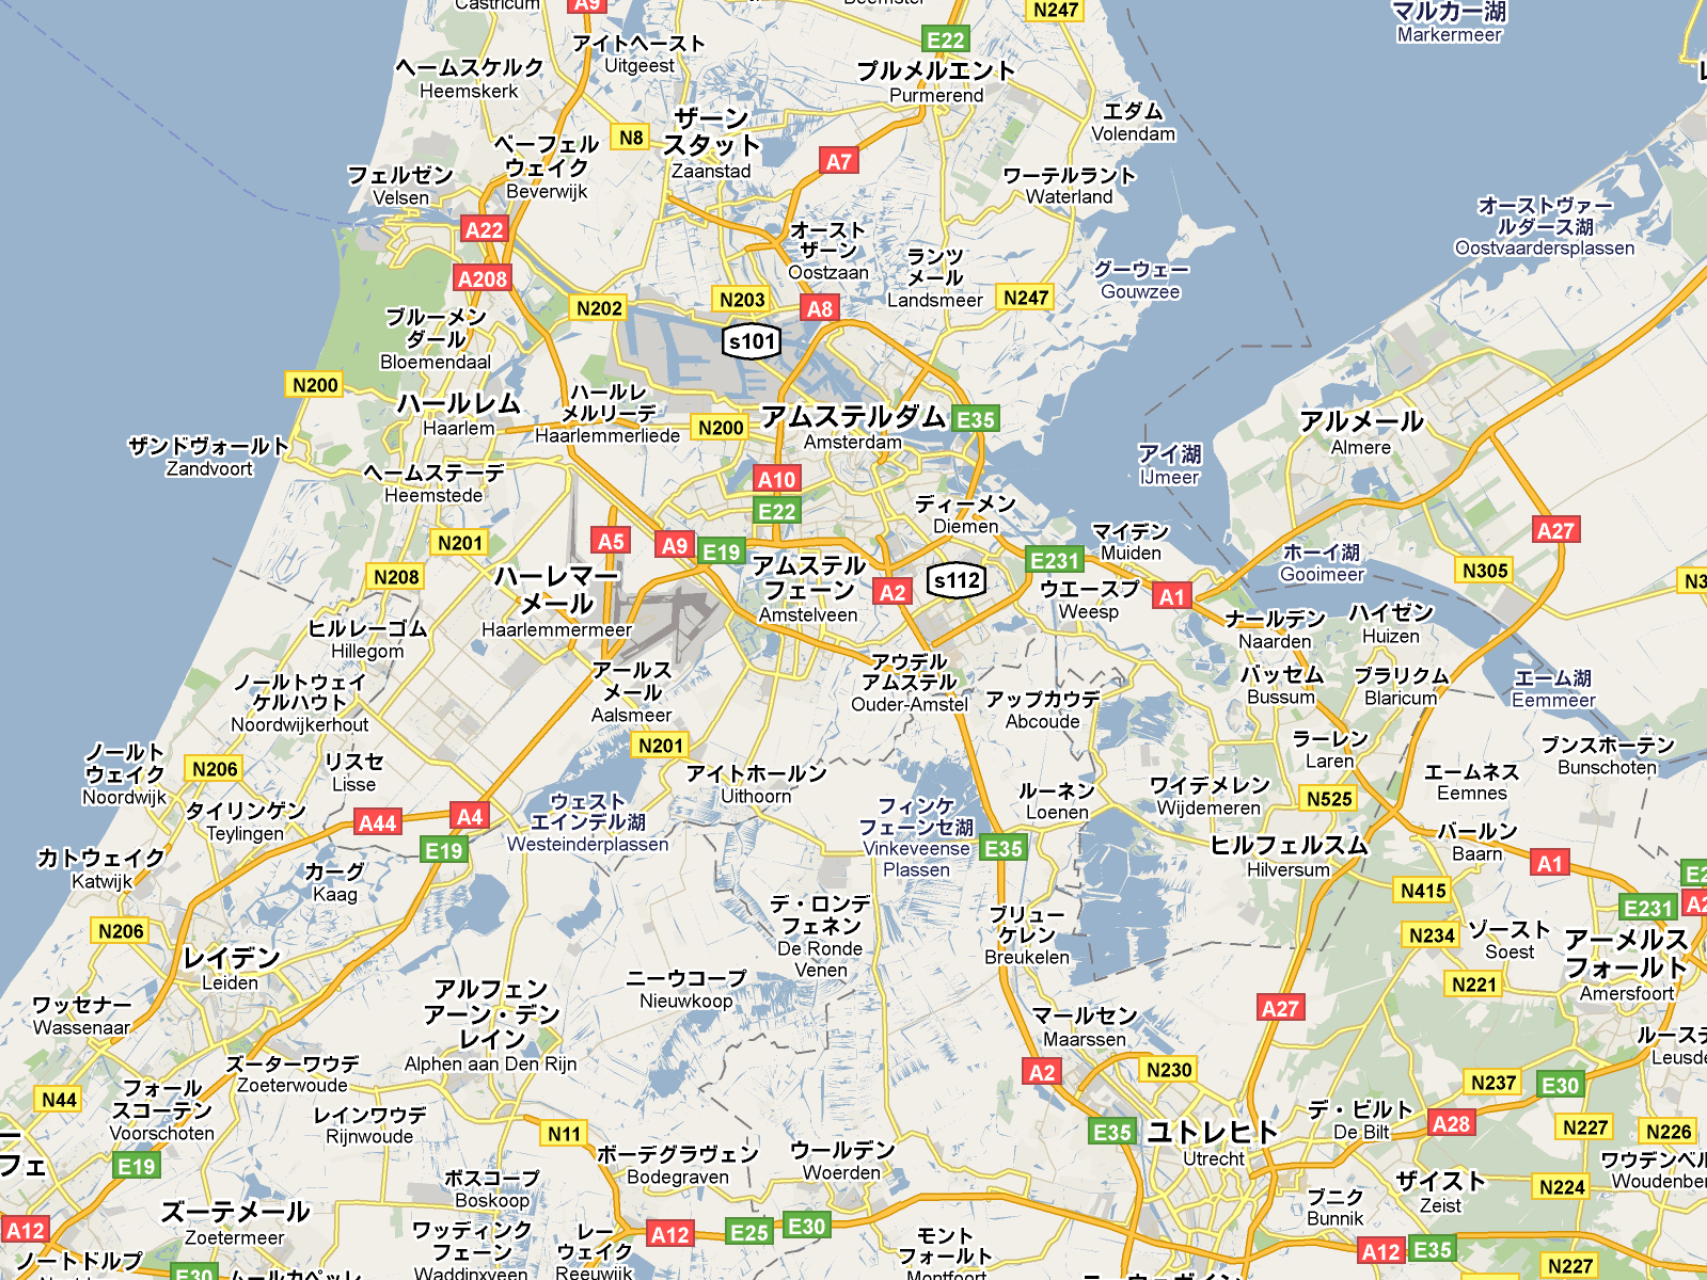 Castricum
A9
Beemster
N247
マルカー湖
Markermeer
アイトヘースト
Uitgeest
E22
ヘームスケルク
Heemskerk
プルメルエント
Purmerend
エダム
Volendam
ザーン
スタット
Zaanstad
N8
ベーフェル
ウェイク
Beverwijk
A7
フェルゼン
Velsen
ワーテルラント
Waterland
オーストヴァー
ルダース湖
Oostvaardersplassen
A22
オースト
ザーン
Oostzaan
ランツ
メール
Landsmeer
グーウェー
Gouwzee
A208
N202
N203
A8
N247
ブルーメン
ダール
Bloemendaal
s101
N200
ハールレム
Haarlem
ハールレ
メルリーデ
Haarlemmerliede
N200
アムステルダム
Amsterdam
E35
アルメール
Almere
ザンドヴォールト
Zandvoort
ヘームステーデ
Heemstede
アイ湖
IJmeer
A10
E22
ディーメン
Diemen
N201
A5
A9
E19
マイデン
Muiden
A27
N208
ハーレマー
メール
Haarlemmermeer
アムステル
フェーン
Amstelveen
A2
s112
E231
ウエースプ
Weesp
A1
ホーイ湖
Gooimeer
N305
N3
ヒルレーゴム
Hillegom
ナールデン
Naarden
ハイゼン
Huizen
アールス
メール
Aalsmeer
アウデル
アムステル
Ouder-Amstel
アップカウデ
Abcoude
バッセム
Bussum
ブラリクム
Blaricum
エーム湖
Eemmeer
ノールトウェイ
ケルハウト
Noordwijkerhout
N201
ラーレン
Laren
ブンスホーテン
Bunschoten
ノールト
ウェイク
Noordwijk
N206
リスセ
Lisse
アイトホールン
Uithoorn
ルーネン
Loenen
ワイデメレン
Wijdemeren
エームネス
Eemnes
N525
タイリンゲン
Teylingen
A44
A4
E19
ウェスト
エインデル湖
Westeinderplassen
フィンケ
フェーンセ湖
Vinkeveense
Plassen
E35
ヒルフェルスム
Hilversum
バールン
Baarn
A1
カトウェイク
Katwijk
カーグ
Kaag
N415
E231
E2
A2
N206
デ・ロンデ
フェネン
De Ronde
Venen
ブリュー
ケレン
Breukelen
N234
ゾースト
Soest
アーメルス
フォールト
Amersfoort
レイデン
Leiden
アルフェン
アーン・デン
レイン
Alphen aan Den Rijn
ニーウコープ
Nieuwkoop
N221
ワッセナー
Wassenaar
マールセン
Maarssen
A27
ルーステ
Leusde
ズーターワウデ
Zoeterwoude
A2
N230
N237
E30
N44
フォール
スコーテン
Voorschoten
レインワウデ
Rijnwoude
N11
E35
ユトレヒト
Utrecht
デ・ビルト
De Bilt
A28
N227
N226
ー
フェ
E19
ボスコープ
Boskoop
ボーデグラヴェン
Bodegraven
ウールデン
Woerden
ザイスト
Zeist
ワウデンベル
Woudenber
N224
ブニク
Bunnik
A12
ズーテメール
Zoetermeer
ワッディンク
フェーン
Waddinxveen
レー
ウェイク
Reeuwijk
A12
E25
E30
モント
フォールト
Montfoort
A12
E35
ノートドルプ
E30
N227